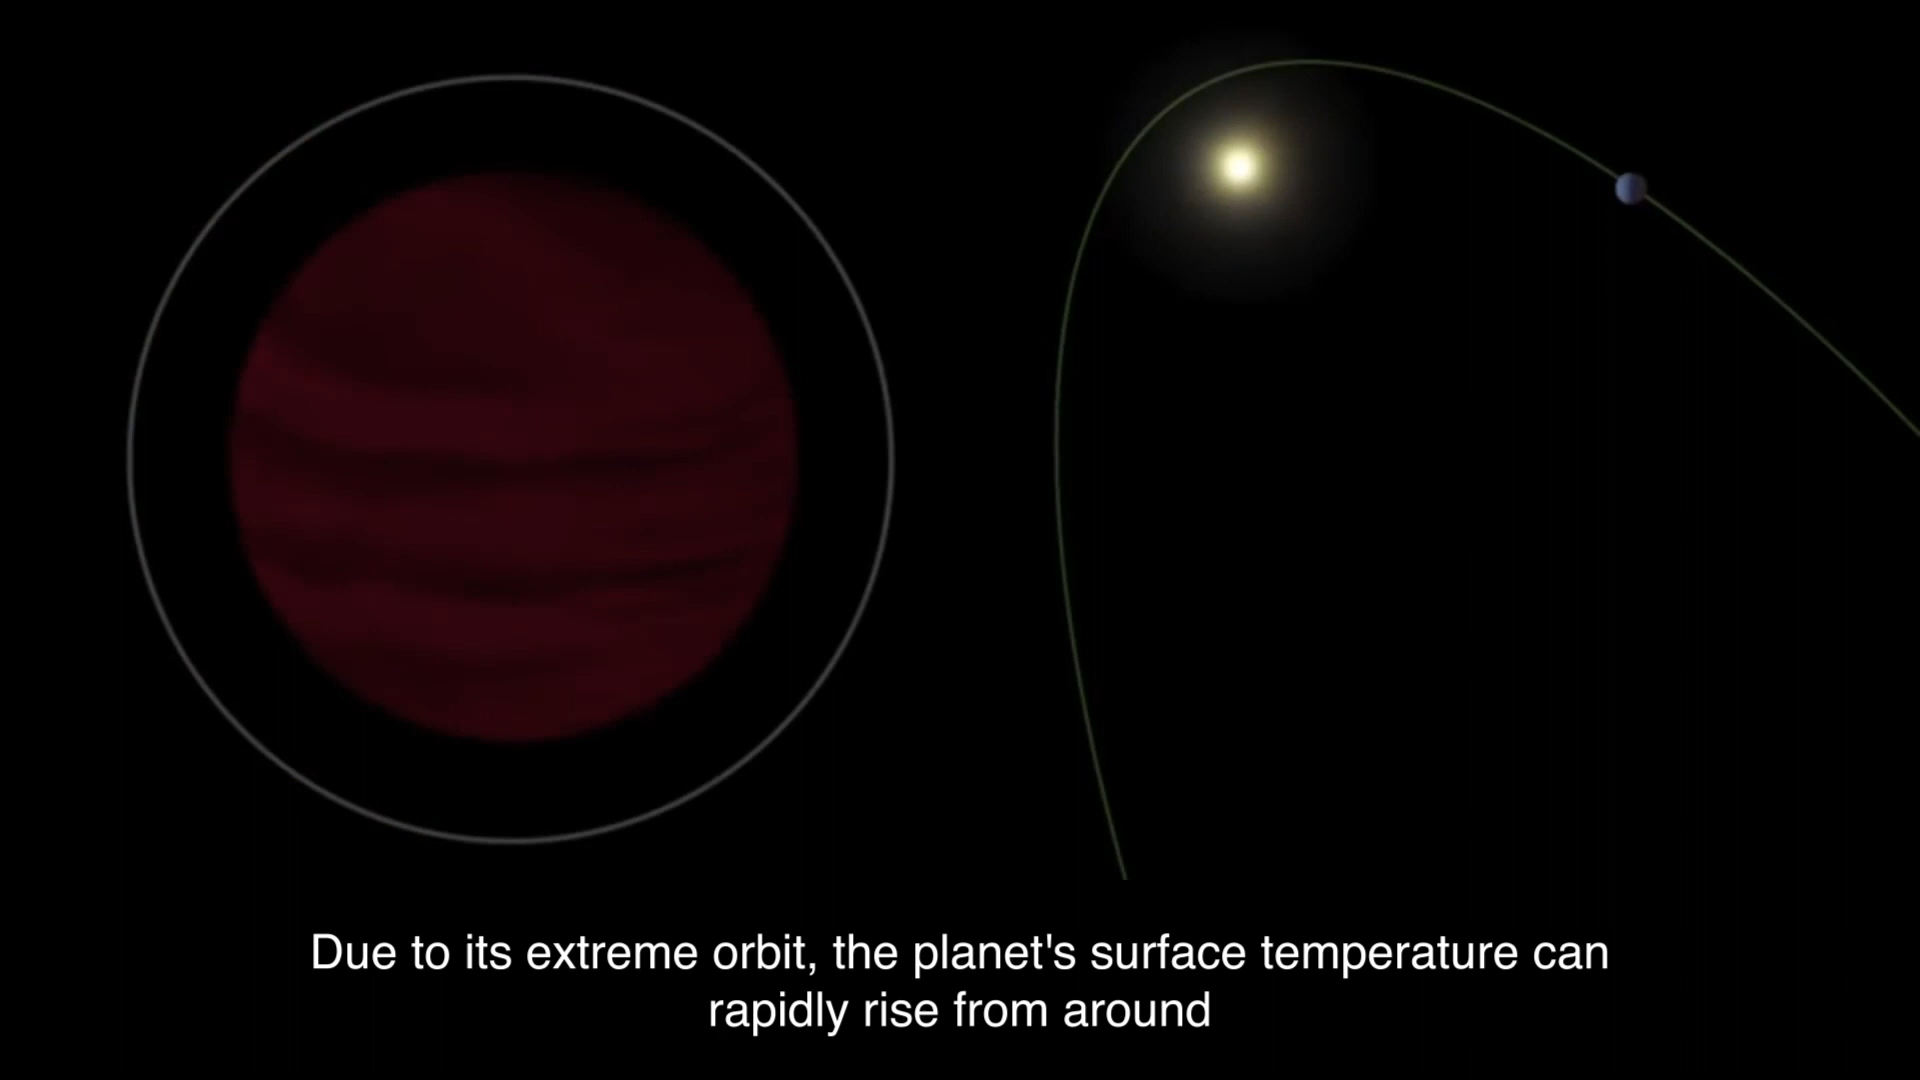 Due to its extreme orbit, the planet's surface temperature can
rapidly rise from around